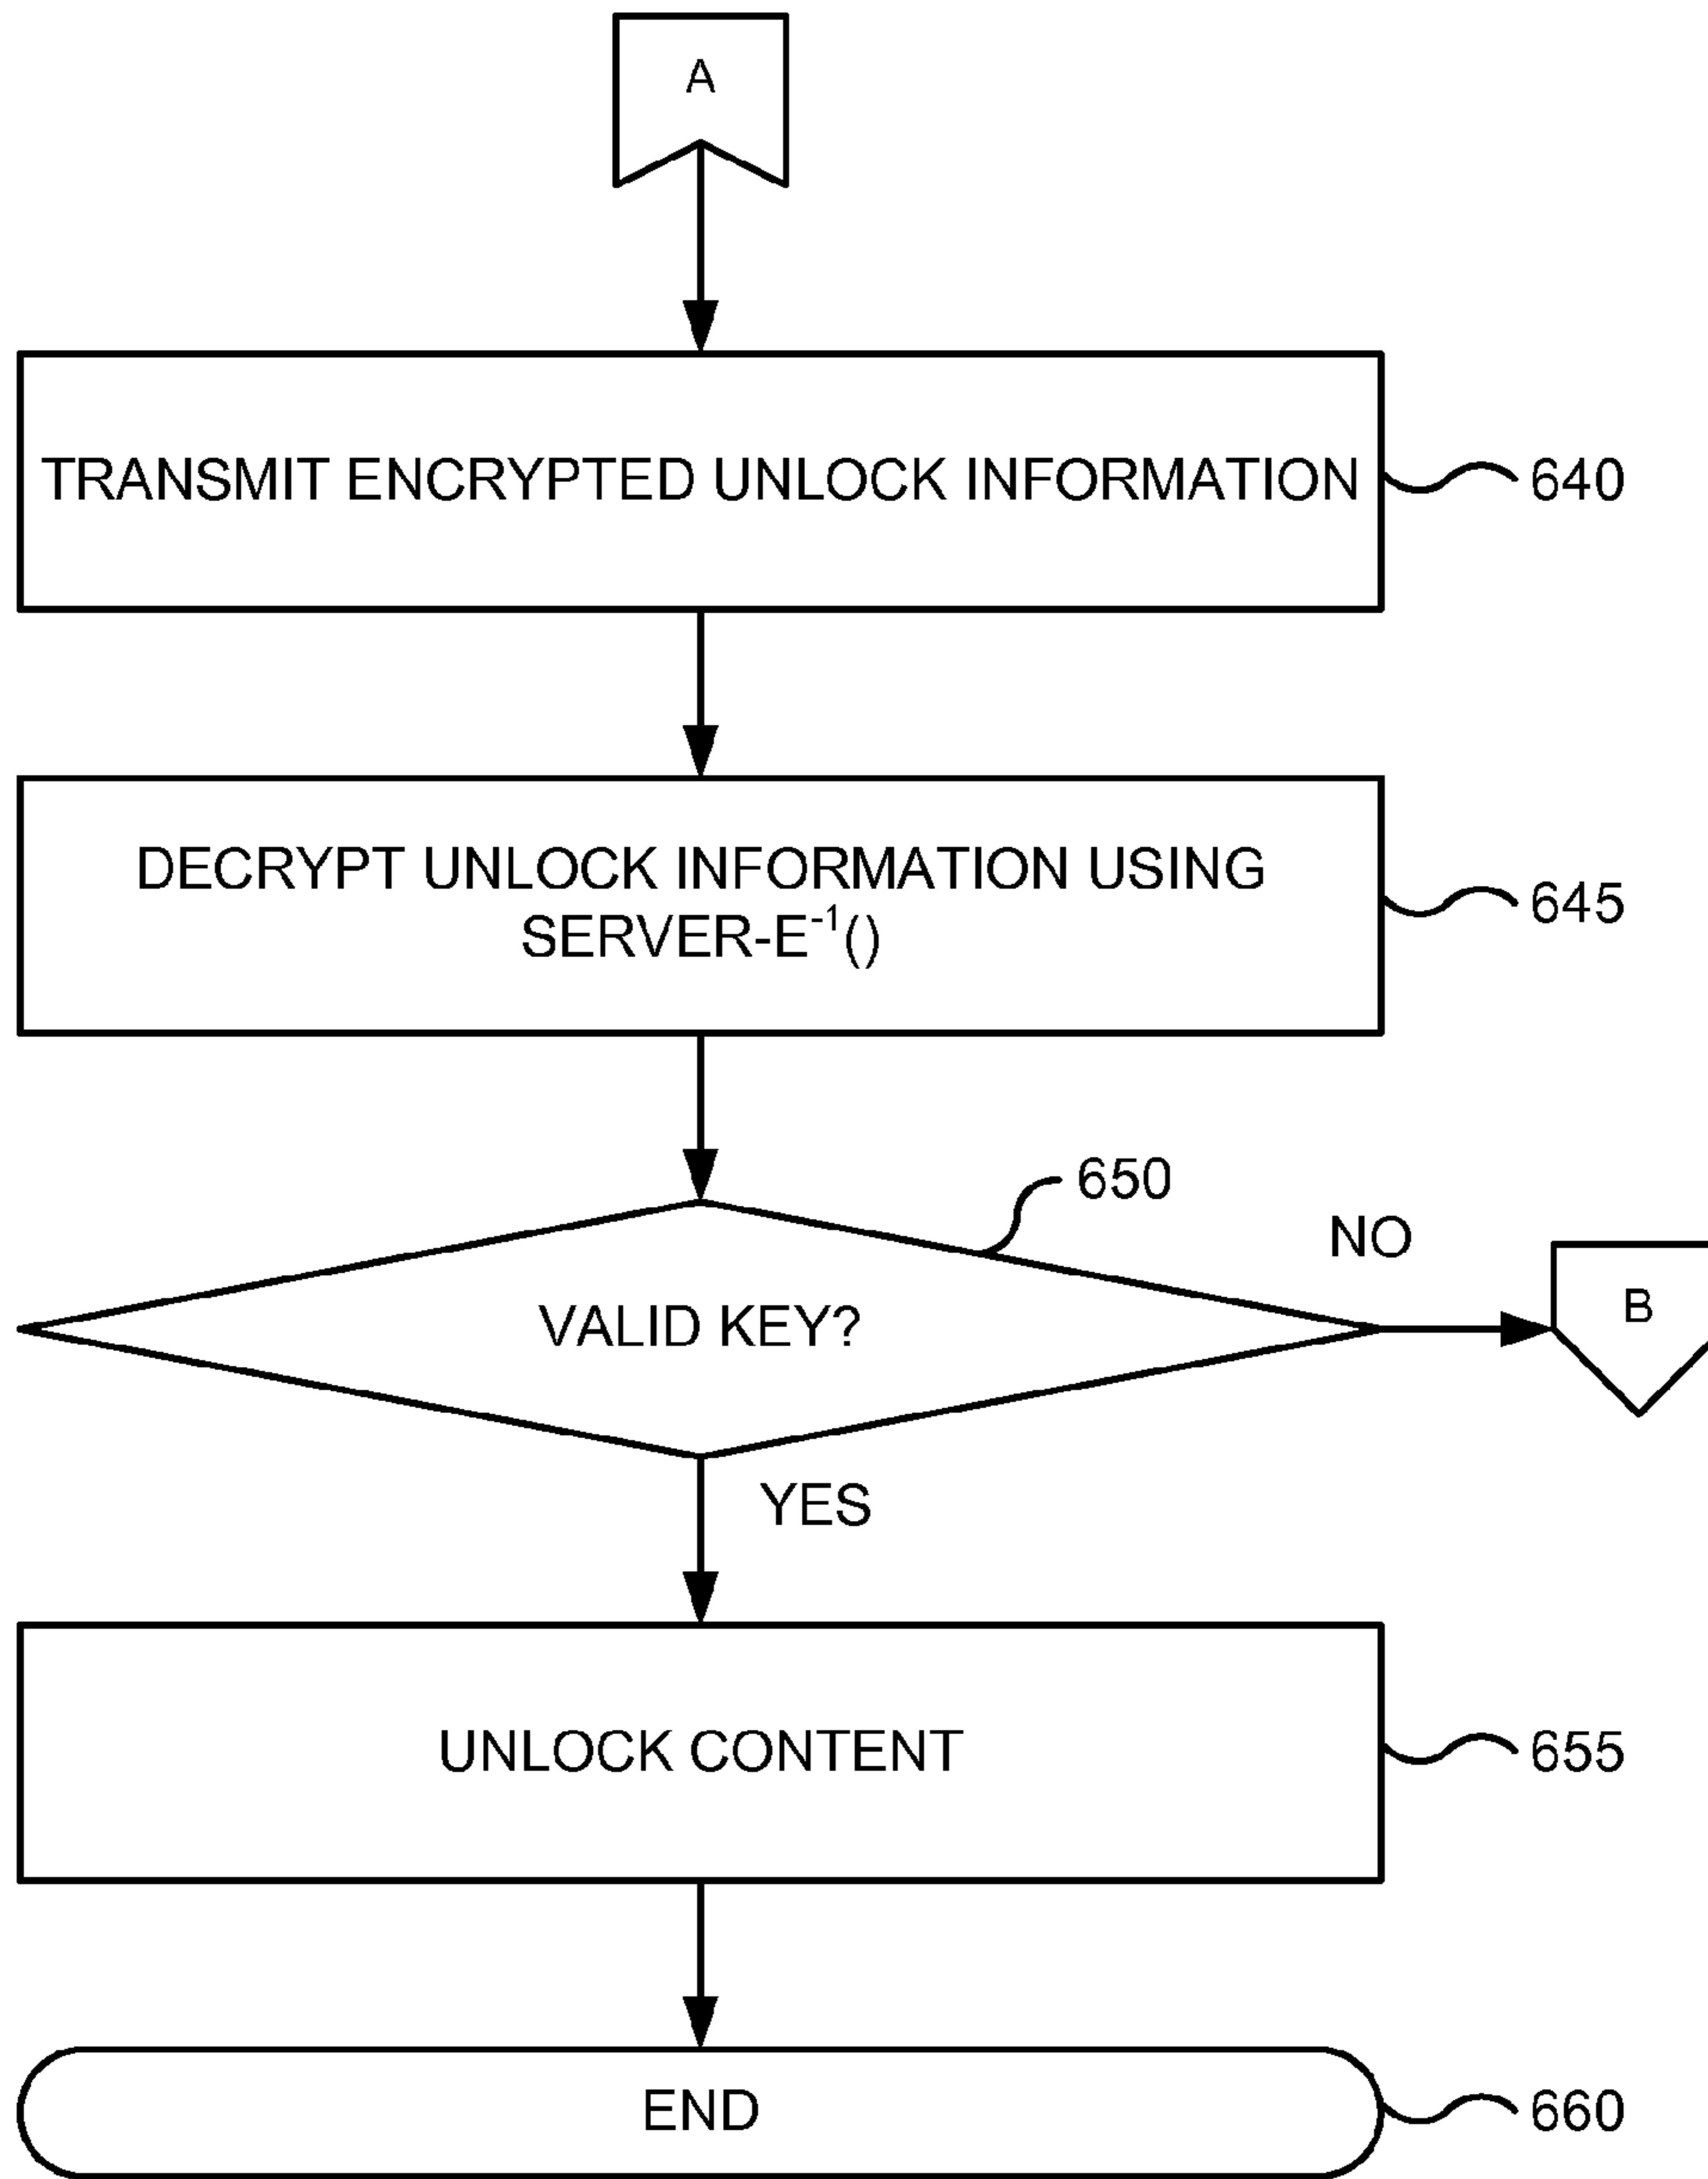 A
TRANSMIT ENCRYPTED UNLOCK INFORMATION
640
DECRYPT UNLOCK INFORMATION USING
SERVER-E⁻¹()
645
650
NO
VALID KEY?
B
YES
UNLOCK CONTENT
655
END
660